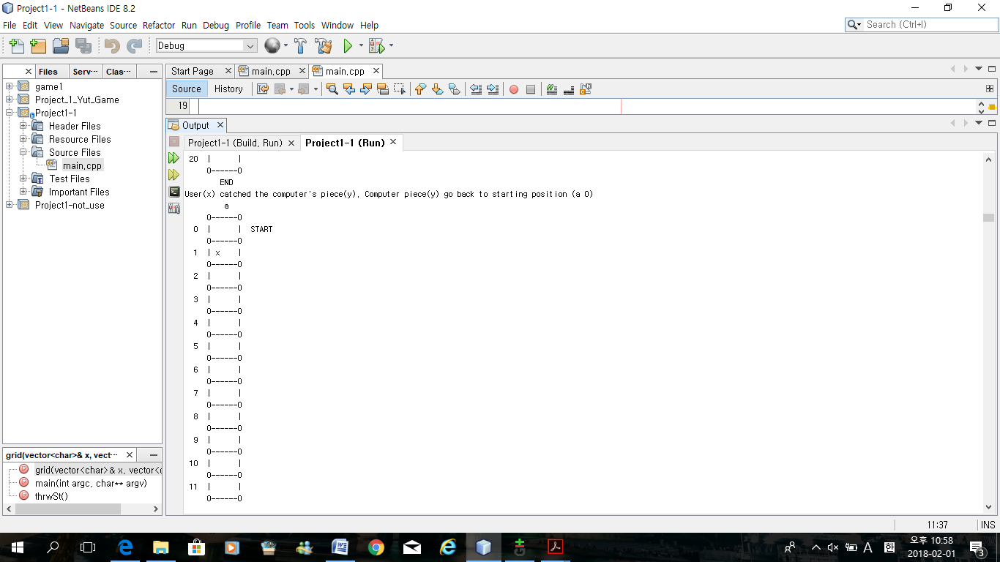 Project1-1 - NetBeans IDE 8.2
File Edit View Navigate Source Refactor Run Debug Profile Team Tools Window Help
Search (Ctrl+I)
Debug
Files Serv··· Clas···
Start Page main.cpp main.cpp
game1
Project_1_Yut_Game
Project1-1
Header Files
Resource Files
Source Files
main.cpp
Test Files
Important Files
Project1-not_use
Source History
19
Output
Project1-1 (Build, Run) Project1-1 (Run)
20 |      |
0------0
END
User(x) catched the computer's piece(y). Computer piece(y) go back to starting position (a 0)
a
0------0
0 |      | START
0------0
1 | x    |
0------0
2 |      |
0------0
3 |      |
0------0
4 |      |
0------0
5 |      |
0------0
6 |      |
0------0
7 |      |
0------0
8 |      |
0------0
9 |      |
0------0
10 |      |
0------0
11 |      |
0------0
grid(vector<char>& x, vect···
grid(vector<char>& x, vector<
main(int argc, char** argv)
thrwSt()
11:37 INS
A 한 오후 10:58
2018-02-01
3